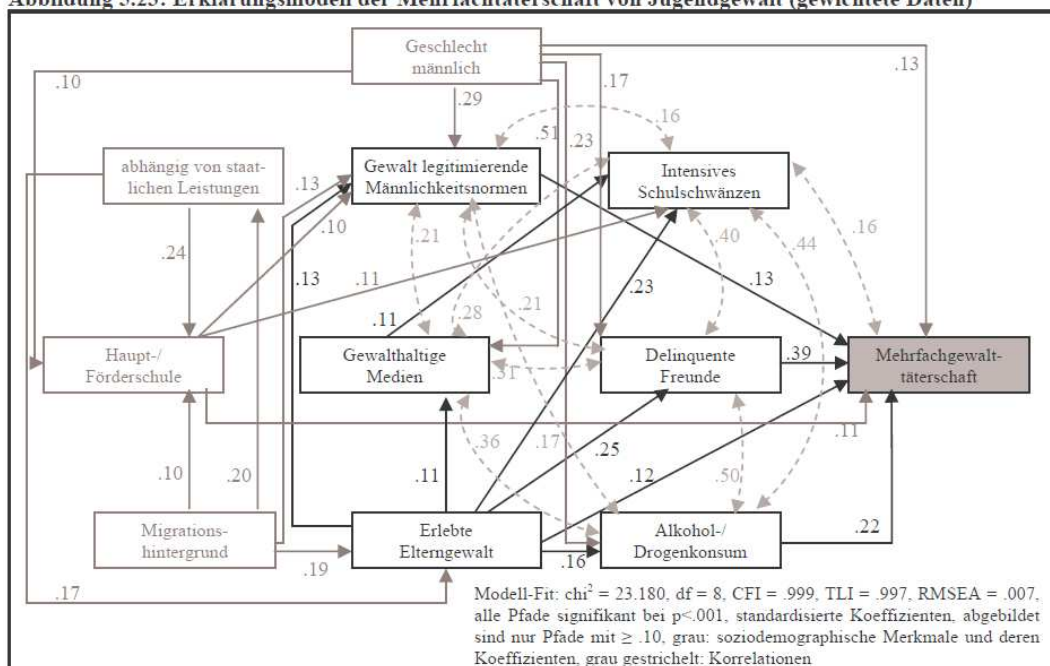 Abbildung 3.23: Erklärungsmodell der Mehrfachtäterschaft von Jugendgewalt (gewichtete Daten)
Geschlecht
männlich
.10
.13
.17
.29
.51
.23
.16
abhängig von staat-
lichen Leistungen
Gewalt legitimierende
Männlichkeitsnormen
Intensives
Schulschwänzen
.13
.10
.24
.13
.11
.21
.11
.28
.21
.23
.40
.44
.13
.16
Haupt-/
Förderschule
Gewalthaltige
Medien
.31
Delinquente
Freunde
.39
Mehrfachgewalt-
täterschaft
.10
.20
.11
.36
.17
.25
.12
.50
.11
Migrations-
hintergrund
.19
Erlebte
Elterngewalt
.16
Alkohol-/
Drogenkonsum
.22
.17
Modell-Fit: chi² = 23.180, df = 8, CFI = .999, TLI = .997, RMSEA = .007,
alle Pfade signifikant bei p<.001, standardisierte Koeffizienten, abgebildet
sind nur Pfade mit ≥ .10, grau: soziodemographische Merkmale und deren
Koeffizienten, grau gestrichelt: Korrelationen